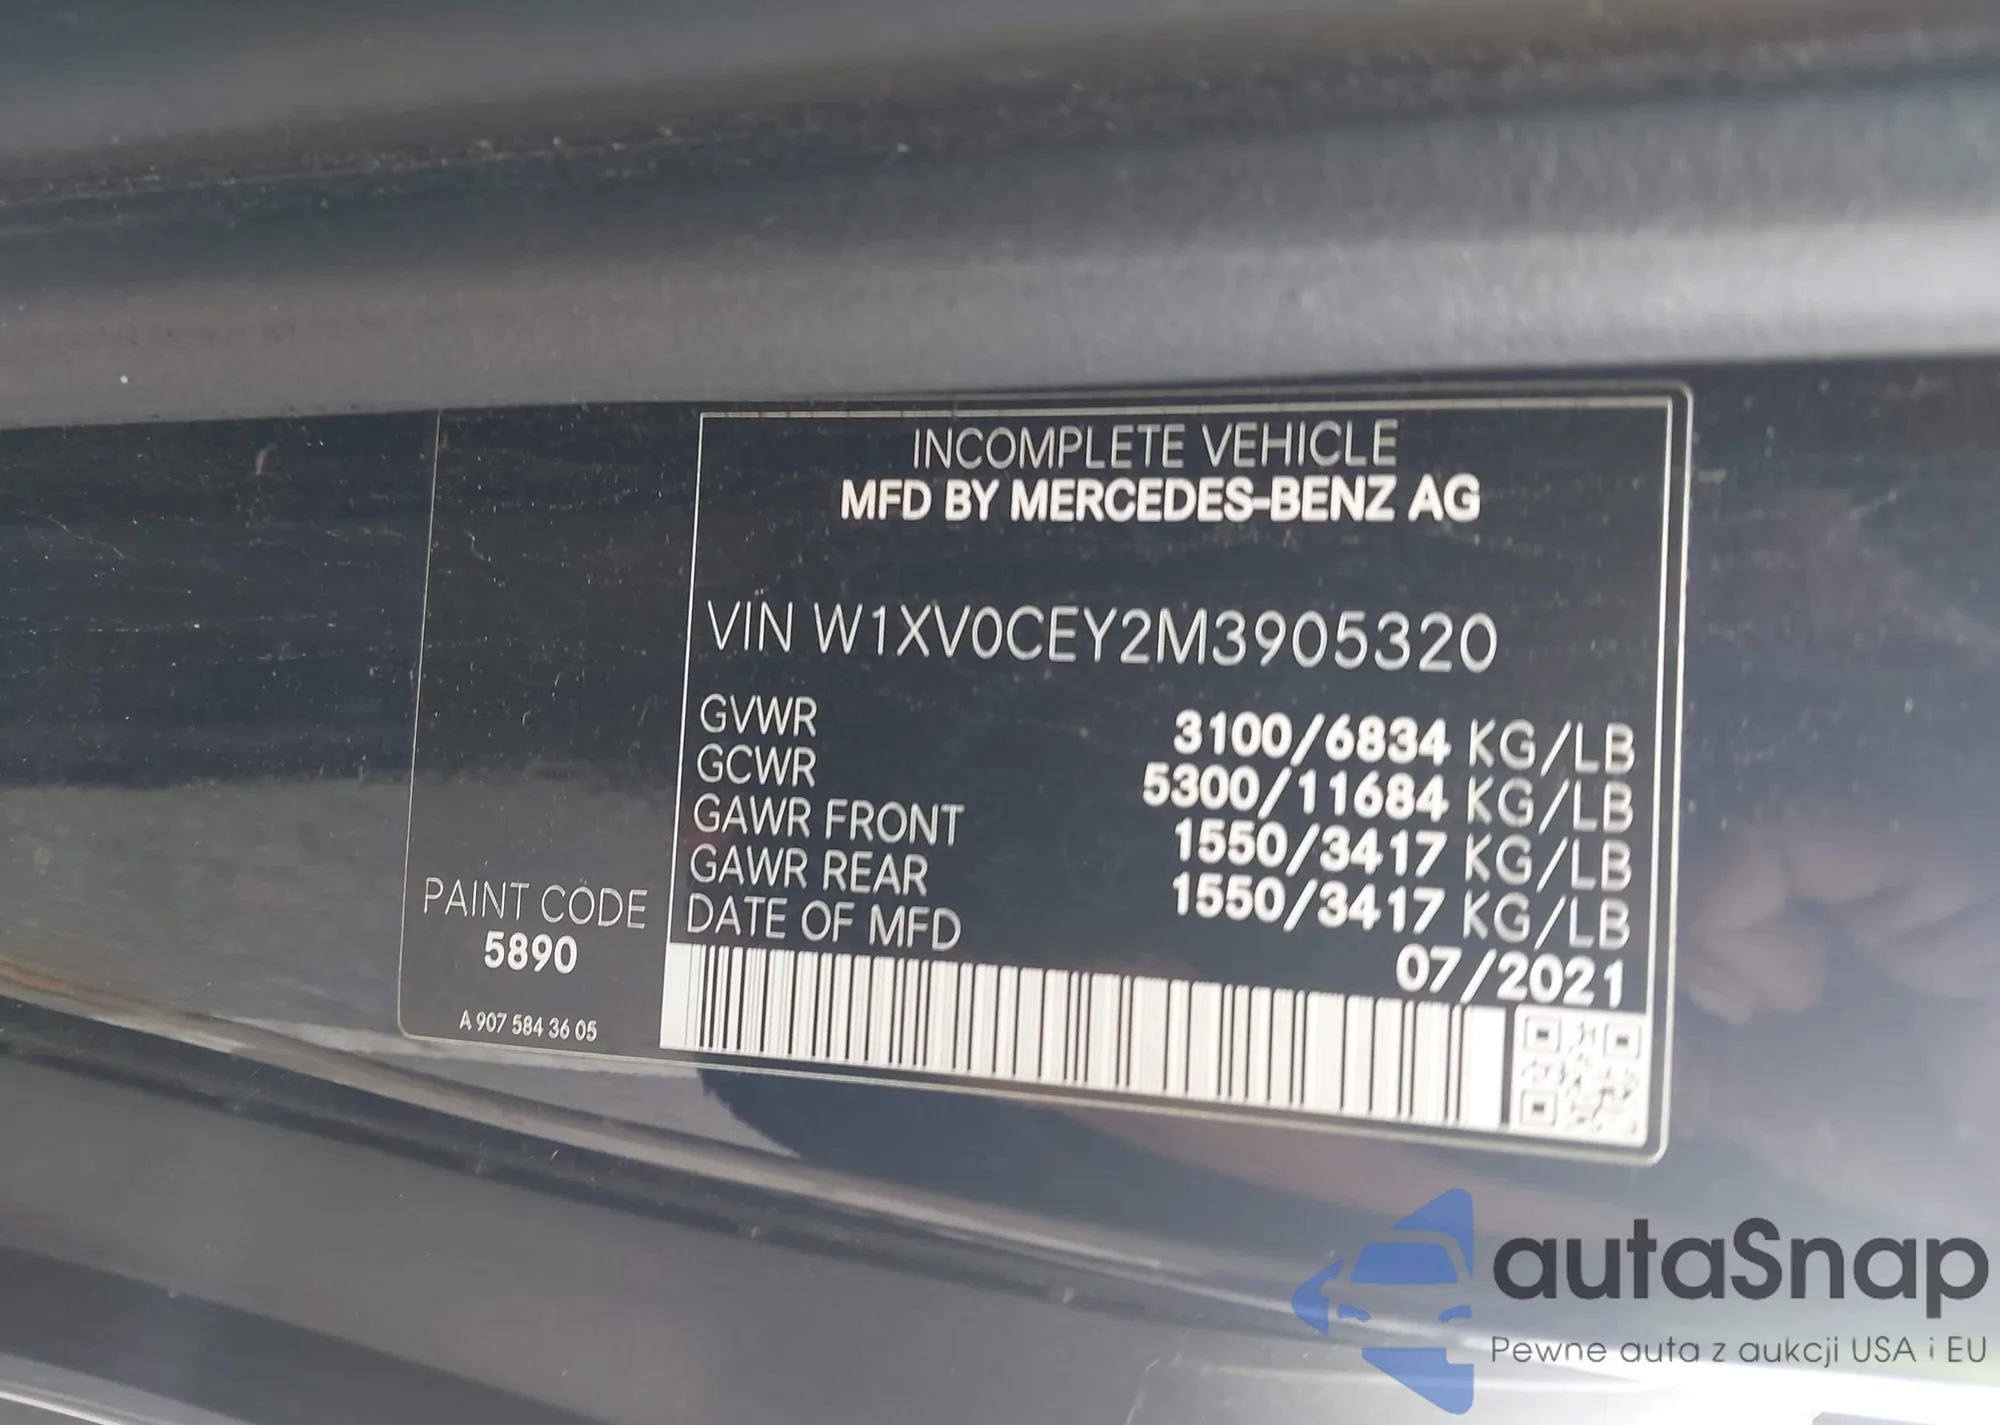 INCOMPLETE VEHICLE
MFD BY MERCEDES-BENZ AG
VIN W1XV0CEY2M3905320
GVWR 3100/6834 KG/LB
GCWR 5300/11684 KG/LB
GAWR FRONT 1550/3417 KG/LB
GAWR REAR 1550/3417 KG/LB
DATE OF MFD 07/2021
PAINT CODE
5890
A 907 584 36 05
autaSnap
Pewne auta z aukcji USA i EU